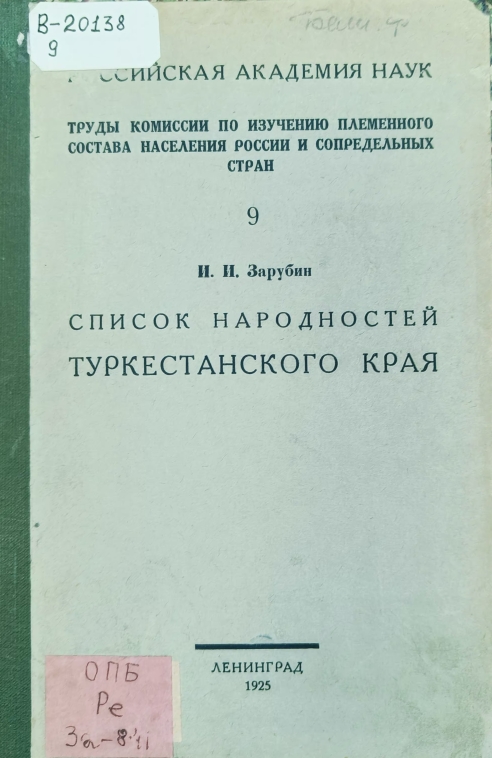 В-20138
9
РОССИЙСКАЯ АКАДЕМИЯ НАУК
ТРУДЫ КОМИССИИ ПО ИЗУЧЕНИЮ ПЛЕМЕННОГО
СОСТАВА НАСЕЛЕНИЯ РОССИИ И СОПРЕДЕЛЬНЫХ
СТРАН
9
И. И. Зарубин
СПИСОК НАРОДНОСТЕЙ
ТУРКЕСТАНСКОГО КРАЯ
ЛЕНИНГРАД
1925
ОПБ
Ре